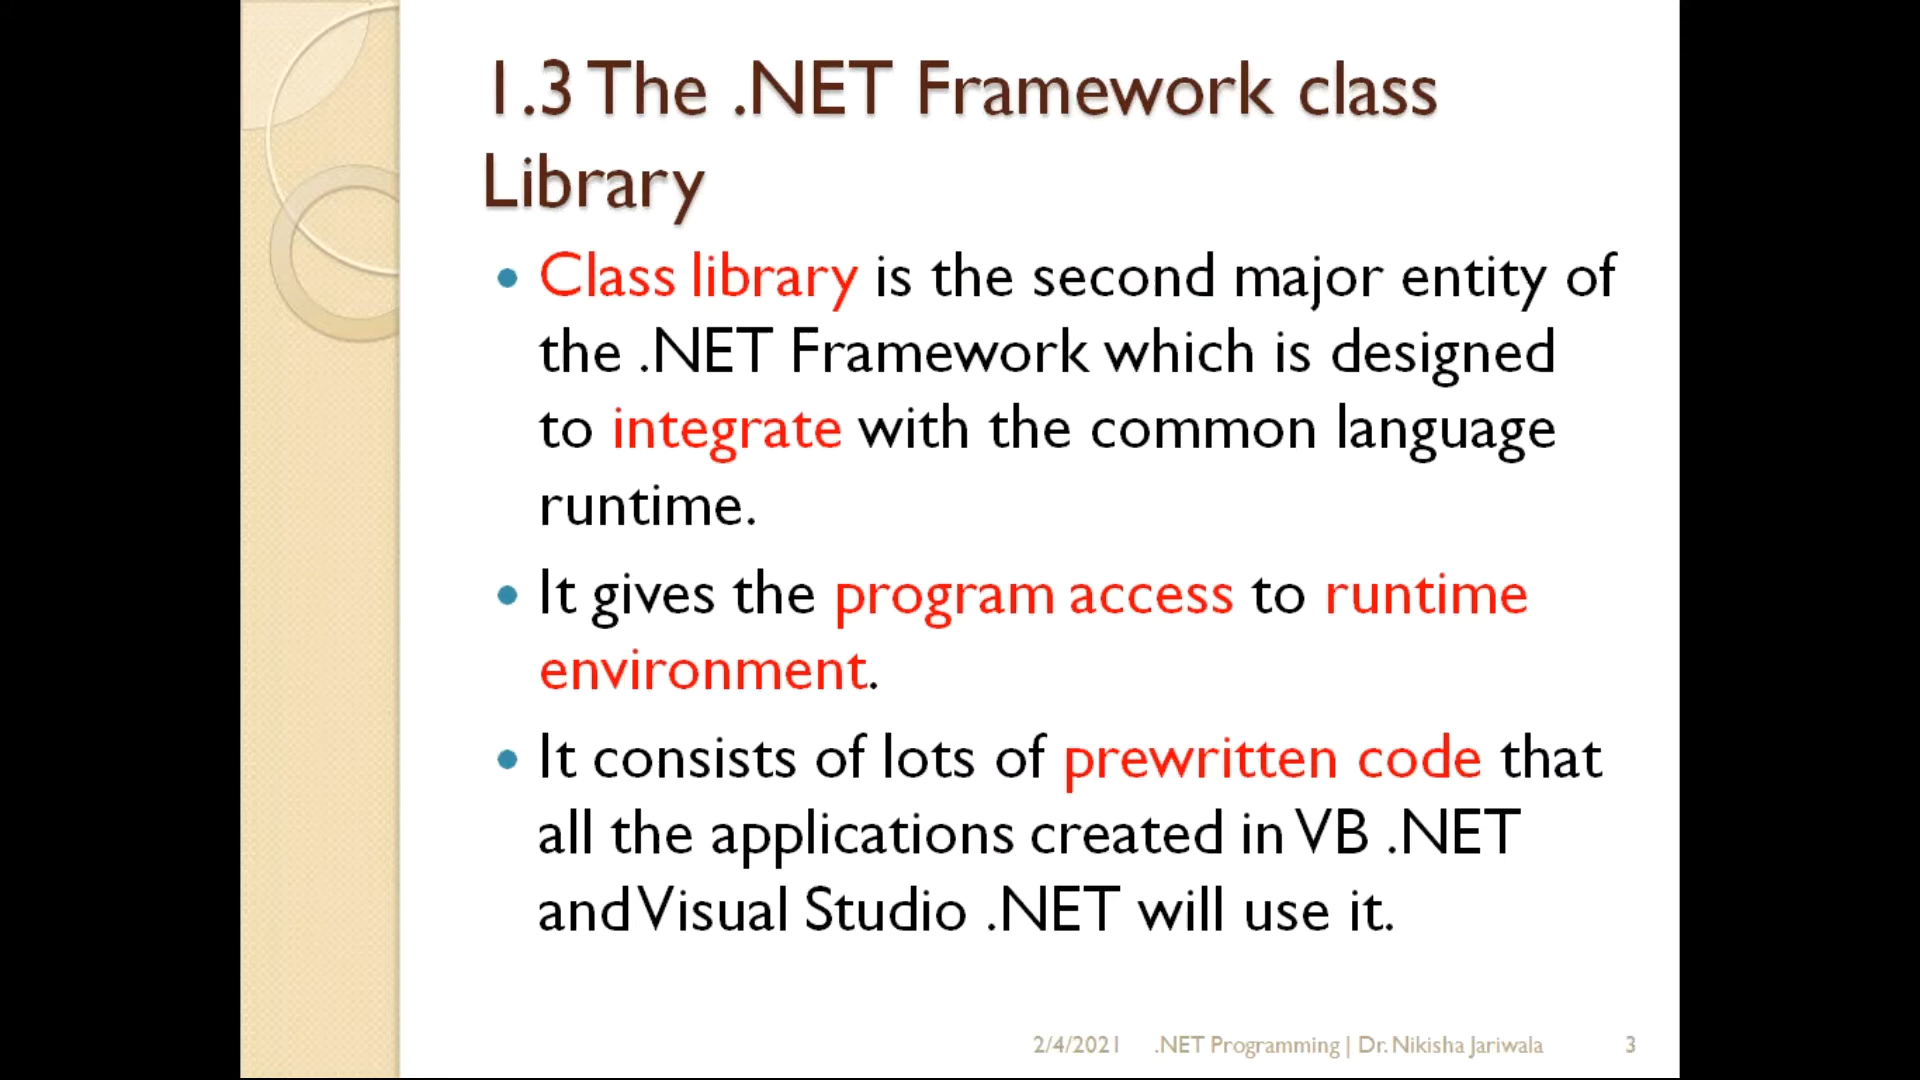 1.3 The .NET Framework class
Library
• Class library is the second major entity of
the .NET Framework which is designed
to integrate with the common language
runtime.
• It gives the program access to runtime
environment.
• It consists of lots of prewritten code that
all the applications created in VB .NET
and Visual Studio .NET will use it.
2/4/2021 .NET Programming | Dr. Nikisha Jariwala 3